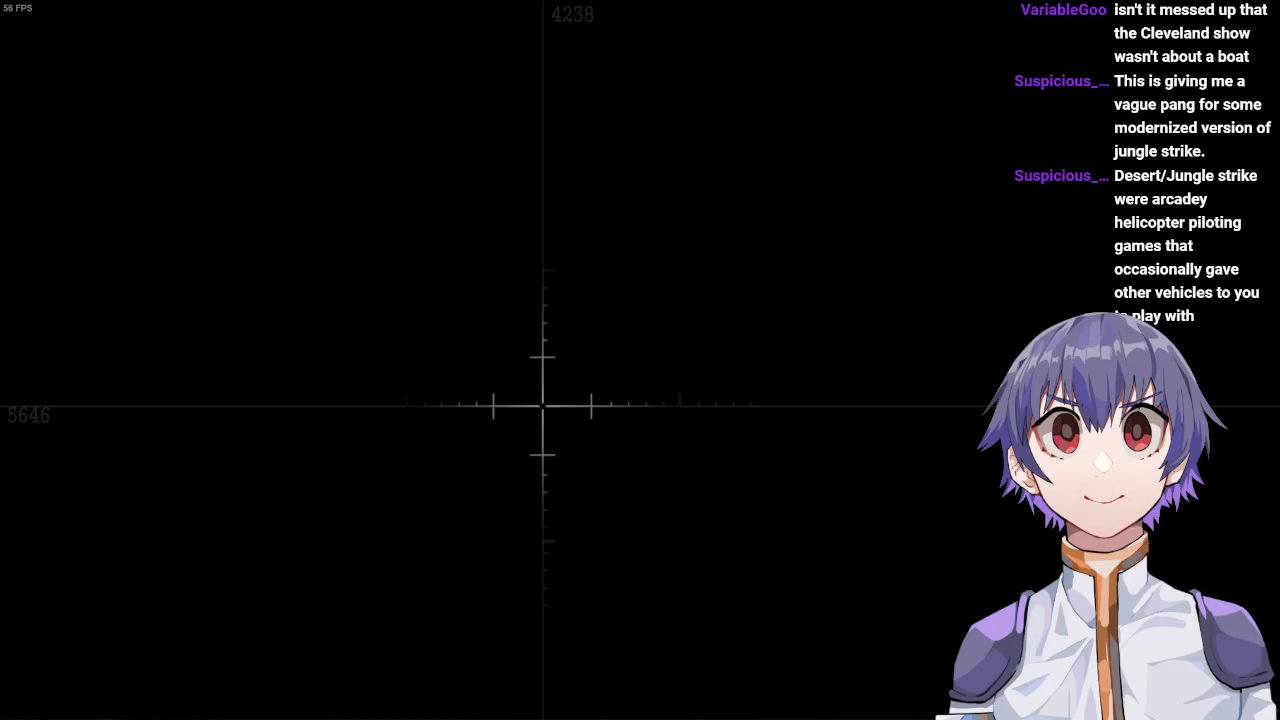 56 FPS
4238
5646
VariableGoo isn't it messed up that
the Cleveland show
wasn't about a boat
Suspicious_... This is giving me a
vague pang for some
modernized version of
jungle strike.
Suspicious_... Desert/Jungle strike
were arcadey
helicopter piloting
games that
occasionally gave
other vehicles to you
to play with